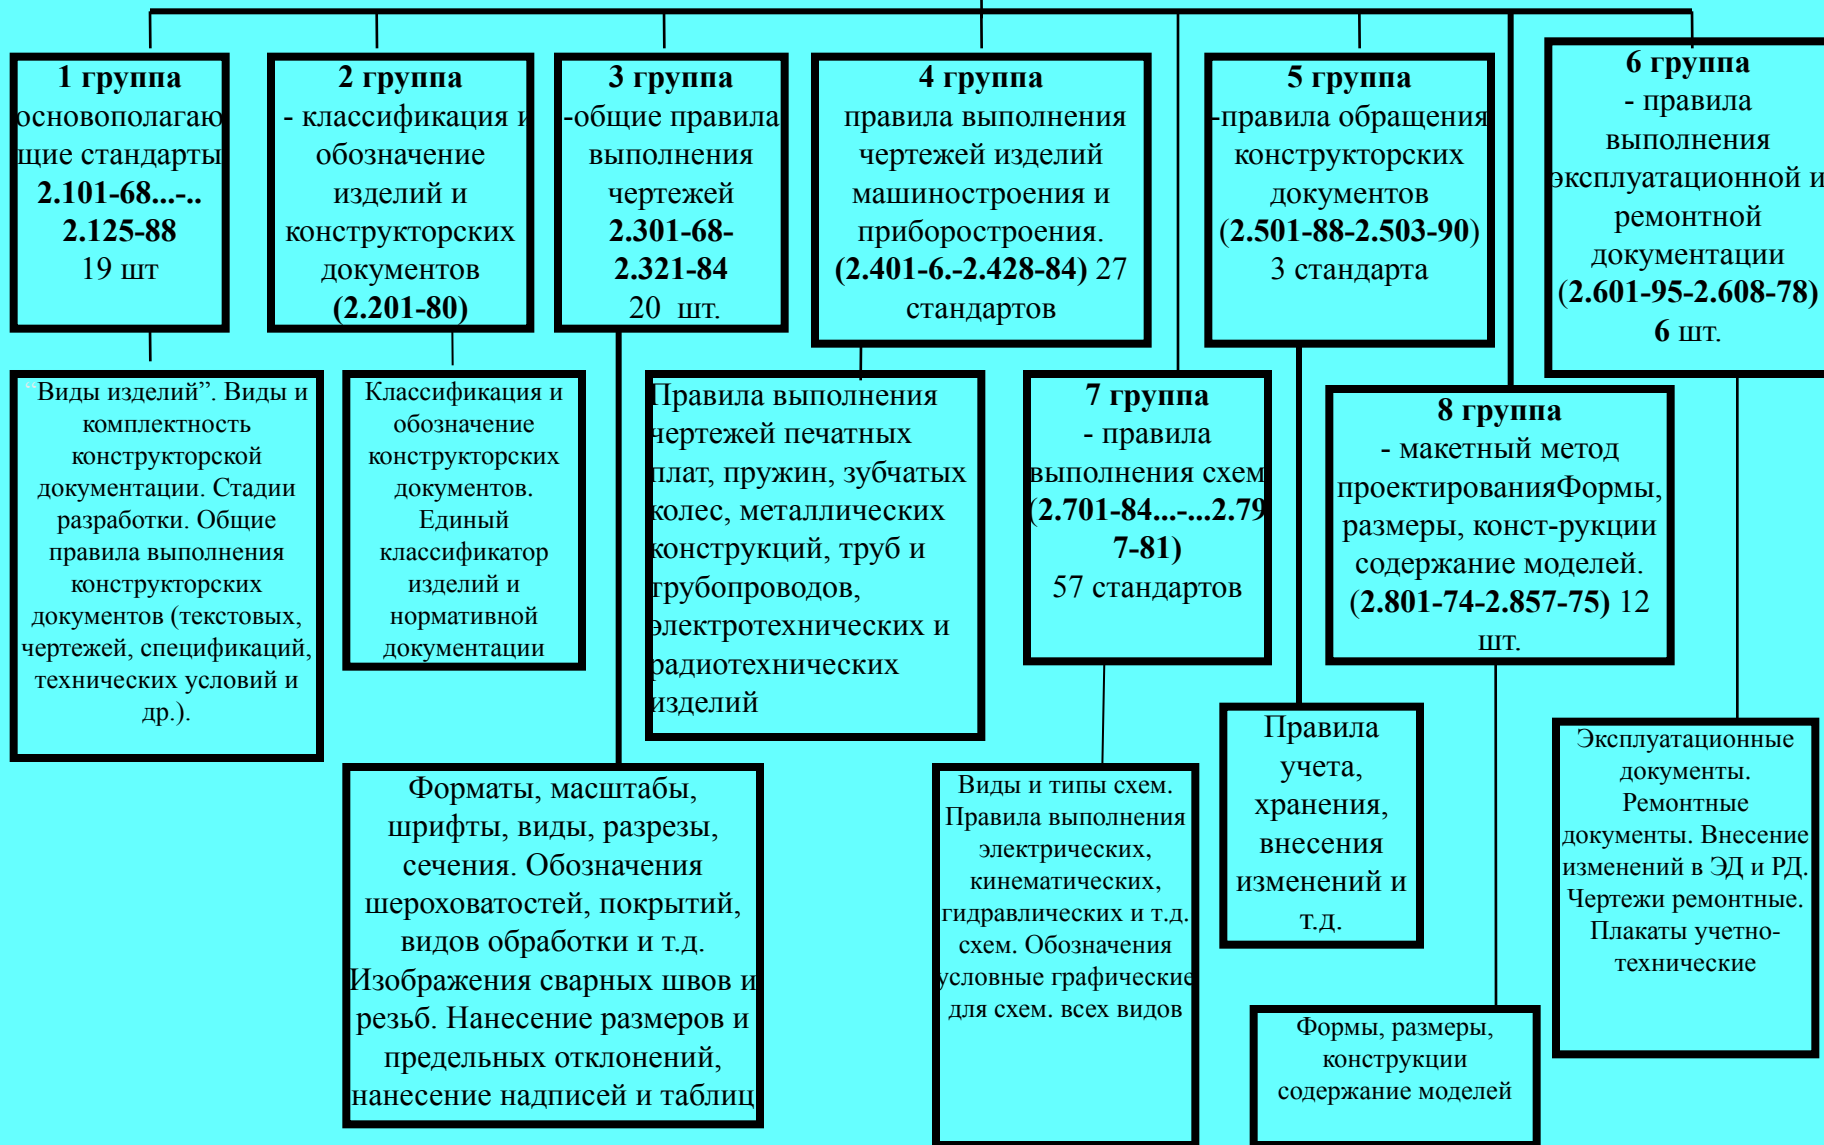 1 группа
основополагаю
щие стандарты
2.101-68...-..
2.125-88
19 шт
2 группа
- классификация и
обозначение
изделий и
конструкторских
документов
(2.201-80)
3 группа
-общие правила
выполнения
чертежей
2.301-68-
2.321-84
20 шт.
4 группа
правила выполнения
чертежей изделий
машиностроения и
приборостроения.
(2.401-6.-2.428-84) 27
стандартов
5 группа
-правила обращения
конструкторских
документов
(2.501-88-2.503-90)
3 стандарта
6 группа
- правила
выполнения
эксплуатационной и
ремонтной
документации
(2.601-95-2.608-78)
6 шт.
“Виды изделий”. Виды и
комплектность
конструкторской
документации. Стадии
разработки. Общие
правила выполнения
конструкторских
документов (текстовых,
чертежей, спецификаций,
технических условий и
др.).
Классификация и
обозначение
конструкторских
документов.
Единый
классификатор
изделий и
нормативной
документации
Правила выполнения
чертежей печатных
плат, пружин, зубчатых
колес, металлических
конструкций, труб и
трубопроводов,
электротехнических и
радиотехнических
изделий
7 группа
- правила
выполнения схем
(2.701-84...-...2.79
7-81)
57 стандартов
8 группа
- макетный метод
проектированияФормы,
размеры, конст-рукции
содержание моделей.
(2.801-74-2.857-75) 12
шт.
Форматы, масштабы,
шрифты, виды, разрезы,
сечения. Обозначения
шероховатостей, покрытий,
видов обработки и т.д.
Изображения сварных швов и
резьб. Нанесение размеров и
предельных отклонений,
нанесение надписей и таблиц
Виды и типы схем.
Правила выполнения
электрических,
кинематических,
гидравлических и т.д.
схем. Обозначения
условные графические
для схем. всех видов
Правила
учета,
хранения,
внесения
изменений и
т.д.
Формы, размеры,
конструкции
содержание моделей
Эксплуатационные
документы.
Ремонтные
документы. Внесение
изменений в ЭД и РД.
Чертежи ремонтные.
Плакаты учетно-
технические